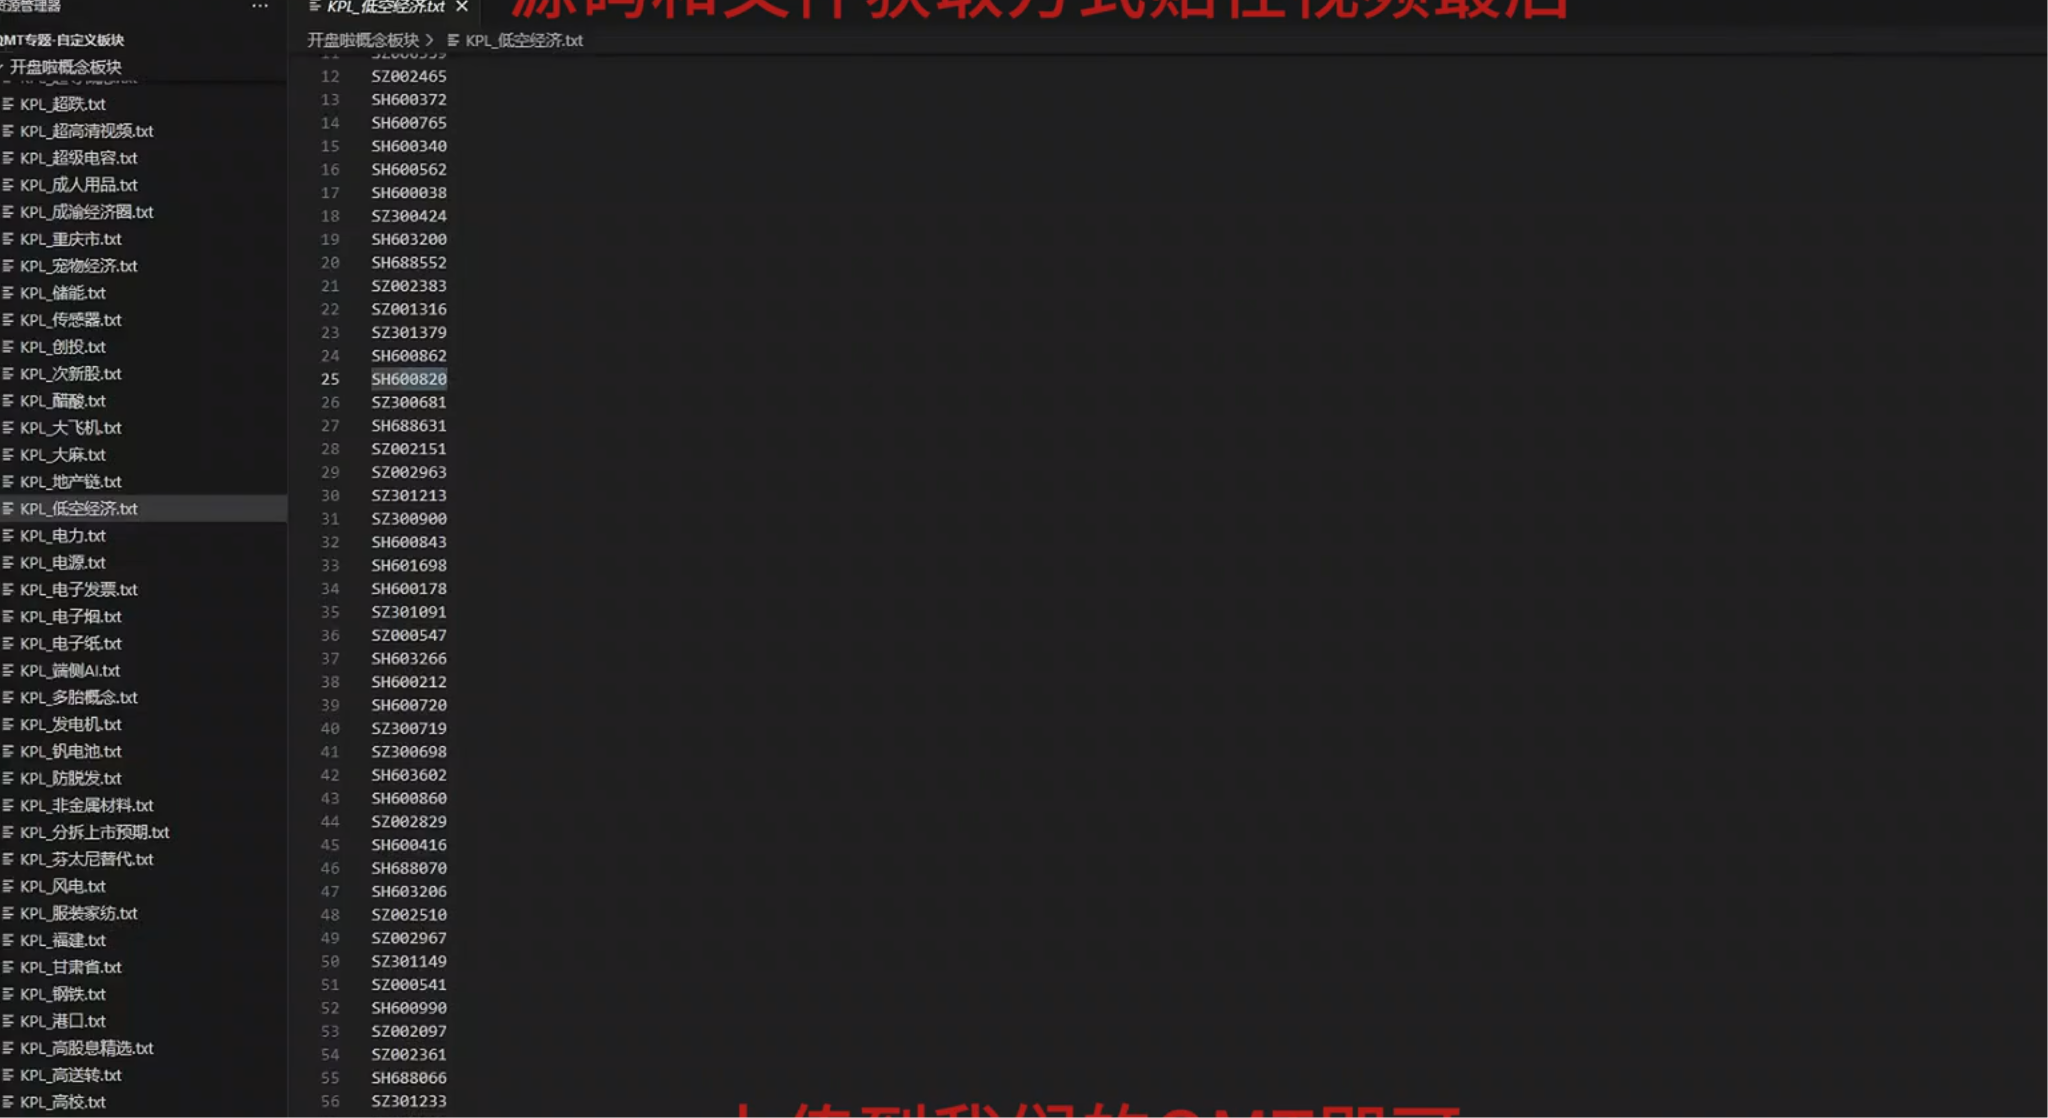 资源管理器
QMT专题-自定义板块
开盘啦概念板块
KPL_超跌.txt
KPL_超高清视频.txt
KPL_超级电容.txt
KPL_成人用品.txt
KPL_成渝经济圈.txt
KPL_重庆市.txt
KPL_宠物经济.txt
KPL_储能.txt
KPL_传感器.txt
KPL_创投.txt
KPL_次新股.txt
KPL_醋酸.txt
KPL_大飞机.txt
KPL_大麻.txt
KPL_地产链.txt
KPL_低空经济.txt
KPL_电力.txt
KPL_电源.txt
KPL_电子发票.txt
KPL_电子烟.txt
KPL_电子纸.txt
KPL_端侧AI.txt
KPL_多胎概念.txt
KPL_发电机.txt
KPL_钒电池.txt
KPL_防脱发.txt
KPL_非金属材料.txt
KPL_分拆上市预期.txt
KPL_芬太尼替代.txt
KPL_风电.txt
KPL_服装家纺.txt
KPL_福建.txt
KPL_甘肃省.txt
KPL_钢铁.txt
KPL_港口.txt
KPL_高股息精选.txt
KPL_高送转.txt
KPL_高校.txt
KPL_低空经济.txt ×
源码和文件获取方式贴在视频最后
开盘啦概念板块 > KPL_低空经济.txt
12 SZ002465
13 SH600372
14 SH600765
15 SH600340
16 SH600562
17 SH600038
18 SZ300424
19 SH603200
20 SH688552
21 SZ002383
22 SZ001316
23 SZ301379
24 SH600862
25 SH600820
26 SZ300681
27 SH688631
28 SZ002151
29 SZ002963
30 SZ301213
31 SZ300900
32 SH600843
33 SH601698
34 SH600178
35 SZ301091
36 SZ000547
37 SH603266
38 SH600212
39 SH600720
40 SZ300719
41 SZ300698
42 SH603602
43 SH600860
44 SZ002829
45 SH600416
46 SH688070
47 SH603206
48 SZ002510
49 SZ002967
50 SZ301149
51 SZ000541
52 SH600990
53 SZ002097
54 SZ002361
55 SH688066
56 SZ301233
上传到我们的QMT即可